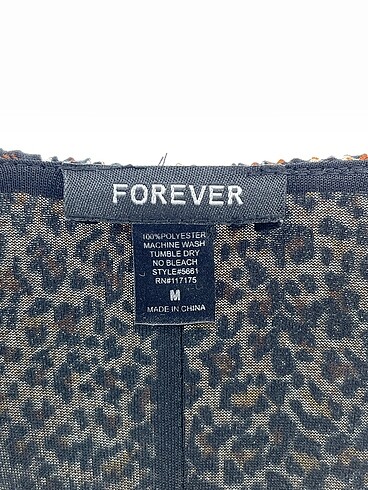 FOREVER
100%POLYESTER
MACHINE WASH
TUMBLE DRY
NO BLEACH
STYLE#5661
RN#117175
M
MADE IN CHINA